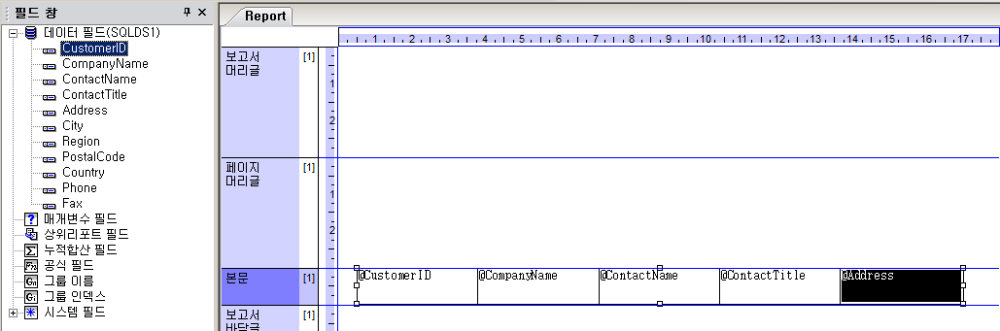 필드 창
데이터 필드(SQLDS1)
CustomerID
CompanyName
ContactName
ContactTitle
Address
City
Region
PostalCode
Country
Phone
Fax
매개변수 필드
상위리포트 필드
누적합산 필드
공식 필드
그룹 이름
그룹 인덱스
시스템 필드
Report
1 2 3 4 5 6 7 8 9 10 11 12 13 14 15 16 17
보고서 [1]
머리글
1
2
페이지 [1]
머리글
1
2
본문 [1] @CustomerID @CompanyName @ContactName @ContactTitle @Address
보고서 [1]
바닥글